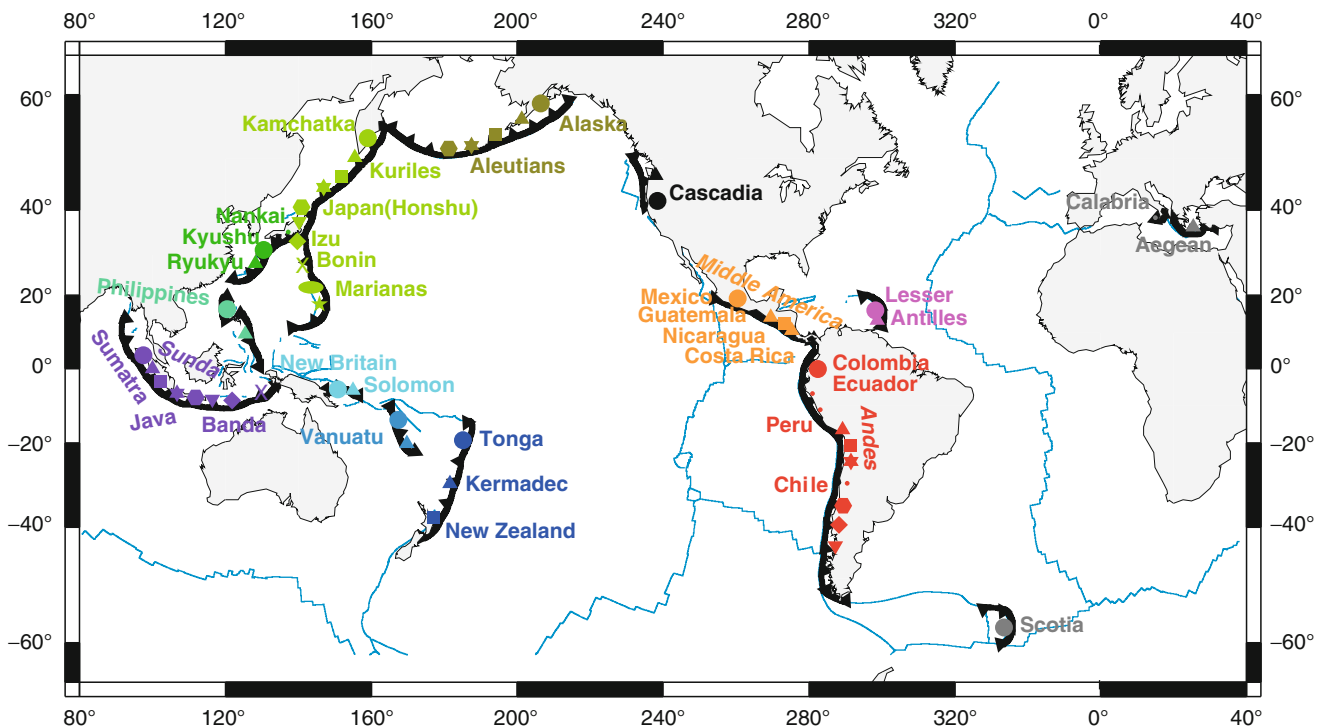 80° 120° 160° 200° 240° 280° 320° 0° 40°
60° 60°
Kamchatka
Alaska
Aleutians
Kuriles
Cascadia
40° 40°
Japan(Honshu)
Nankai
Calabria
Kyushu
Izu
Aegean
Ryukyu
Bonin
Middle America
Philippines
Marianas
20° 20°
Mexico
Lesser
Guatemala
Antilles
Nicaragua
Costa Rica
Sumatra
Sunda
New Britain
0° 0°
Colombia
Solomon
Ecuador
Java
Banda
Peru
Andes
Vanuatu
Tonga
–20° –20°
Kermadec
Chile
New Zealand
–40° –40°
Scotia
–60° –60°
80° 120° 160° 200° 240° 280° 320° 0° 40°